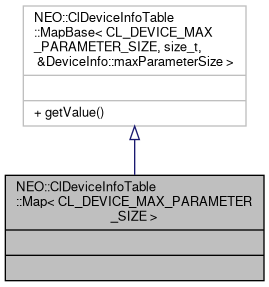 NEO::ClDeviceInfoTable
::MapBase< CL_DEVICE_MAX
_PARAMETER_SIZE, size_t,
&DeviceInfo::maxParameterSize >
+ getValue()
NEO::ClDeviceInfoTable
::Map< CL_DEVICE_MAX_PARAMETER
_SIZE >